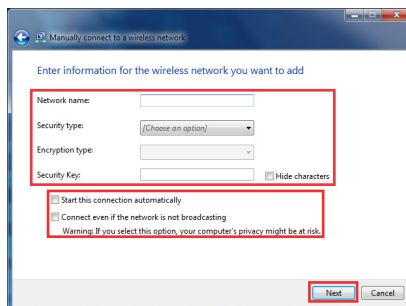 Manually connect to a wireless network
Enter information for the wireless network you want to add
Network name:
Security type:
[Choose an option]
Encryption type:
Security Key:
Hide characters
Start this connection automatically
Connect even if the network is not broadcasting
Warning: If you select this option, your computer's privacy might be at risk.
Next
Cancel